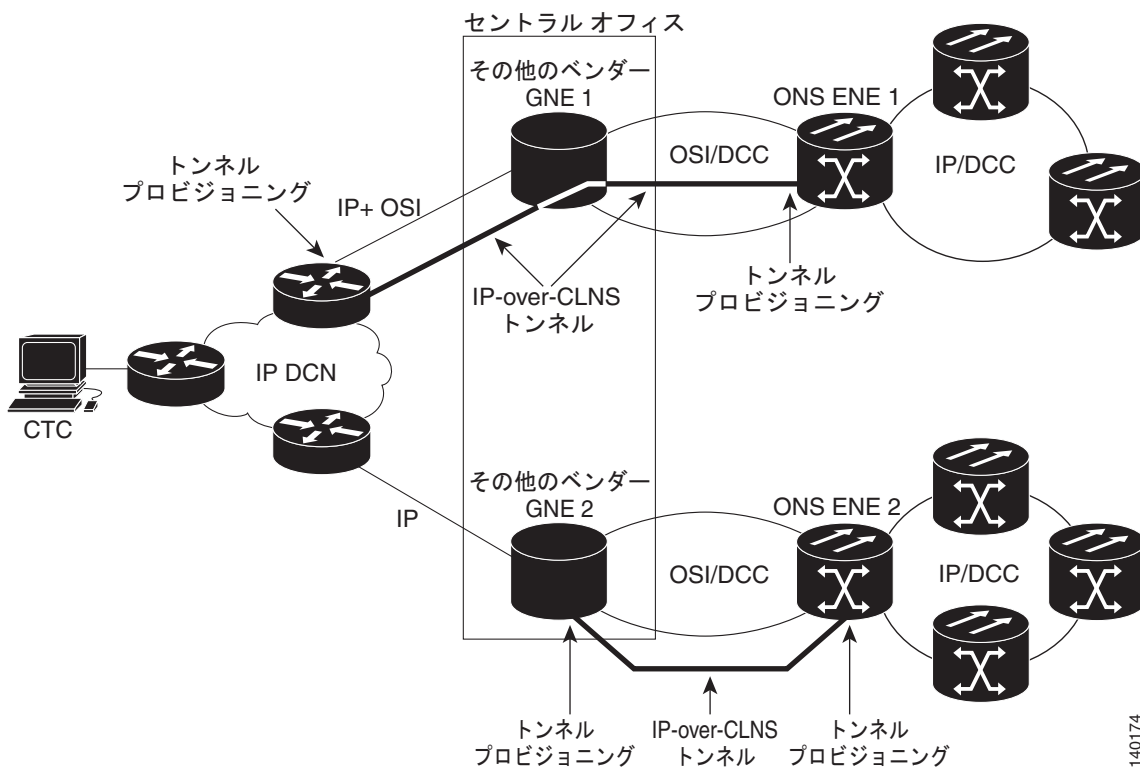 セントラル オフィス
その他のベンダー
GNE 1
ONS ENE 1
OSI/DCC
IP/DCC
トンネル
プロビジョニング
IP+ OSI
IP-over-CLNS
トンネル
トンネル
プロビジョニング
IP DCN
CTC
その他のベンダー
GNE 2
ONS ENE 2
IP
OSI/DCC
IP/DCC
トンネル
プロビジョニング
IP-over-CLNS
トンネル
トンネル
プロビジョニング
140174